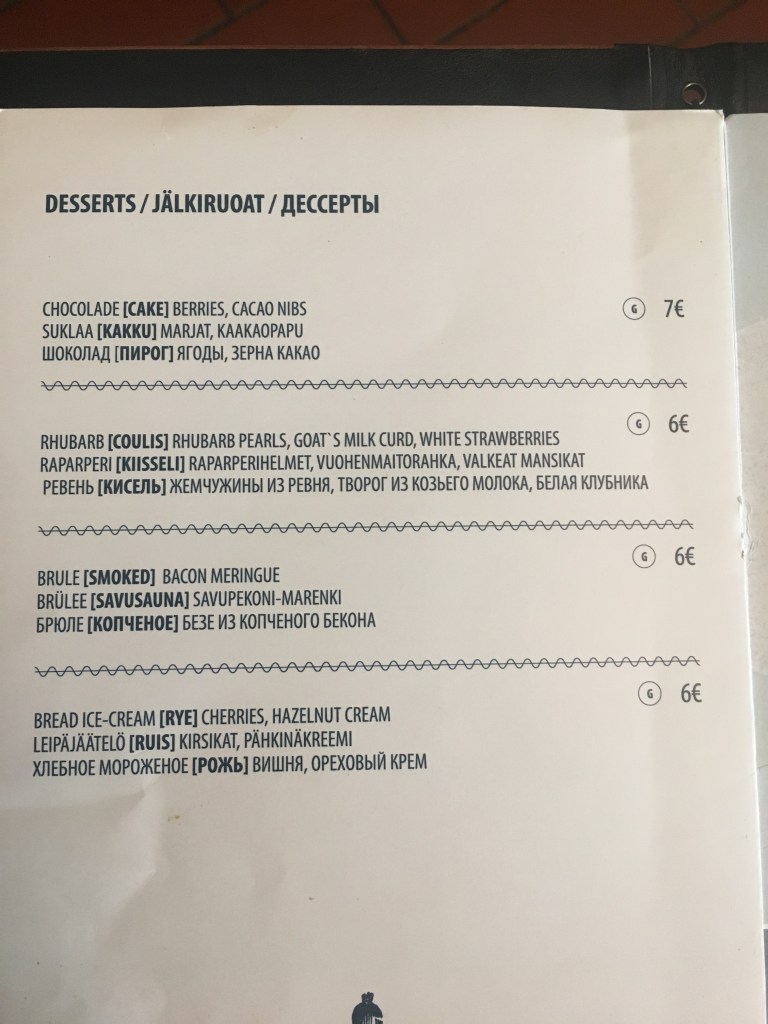 DESSERTS / JÄLKIRUOAT / ДЕССЕРТЫ
CHOCOLADE [CAKE] BERRIES, CACAO NIBS
G 7€
SUKLAA [KAKKU] MARJAT, KAAKAOPAPU
ШОКОЛАД [ПИРОГ] ЯГОДЫ, ЗЕРНА КАКАО
G 6€
RHUBARB [COULIS] RHUBARB PEARLS, GOAT`S MILK CURD, WHITE STRAWBERRIES
RAPARPERI [KIISSELI] RAPARPERIHELMET, VUOHENMAITORAHKA, VALKEAT MANSIKAT
РЕВЕНЬ [КИСЕЛЬ] ЖЕМЧУЖИНЫ ИЗ РЕВНЯ, ТВОРОГ ИЗ КОЗЬЕГО МОЛОКА, БЕЛАЯ КЛУБНИКА
G 6€
BRULE [SMOKED] BACON MERINGUE
BRÜLEE [SAVUSAUNA] SAVUPEKONI-MARENKI
БРЮЛЕ [КОПЧЕНОЕ] БЕЗЕ ИЗ КОПЧЕНОГО БЕКОНА
G 6€
BREAD ICE-CREAM [RYE] CHERRIES, HAZELNUT CREAM
LEIPÄJÄÄTELÖ [RUIS] KIRSIKAT, PÄHKINÄKREEMI
ХЛЕБНОЕ МОРОЖЕНОЕ [РОЖЬ] ВИШНЯ, ОРЕХОВЫЙ КРЕМ